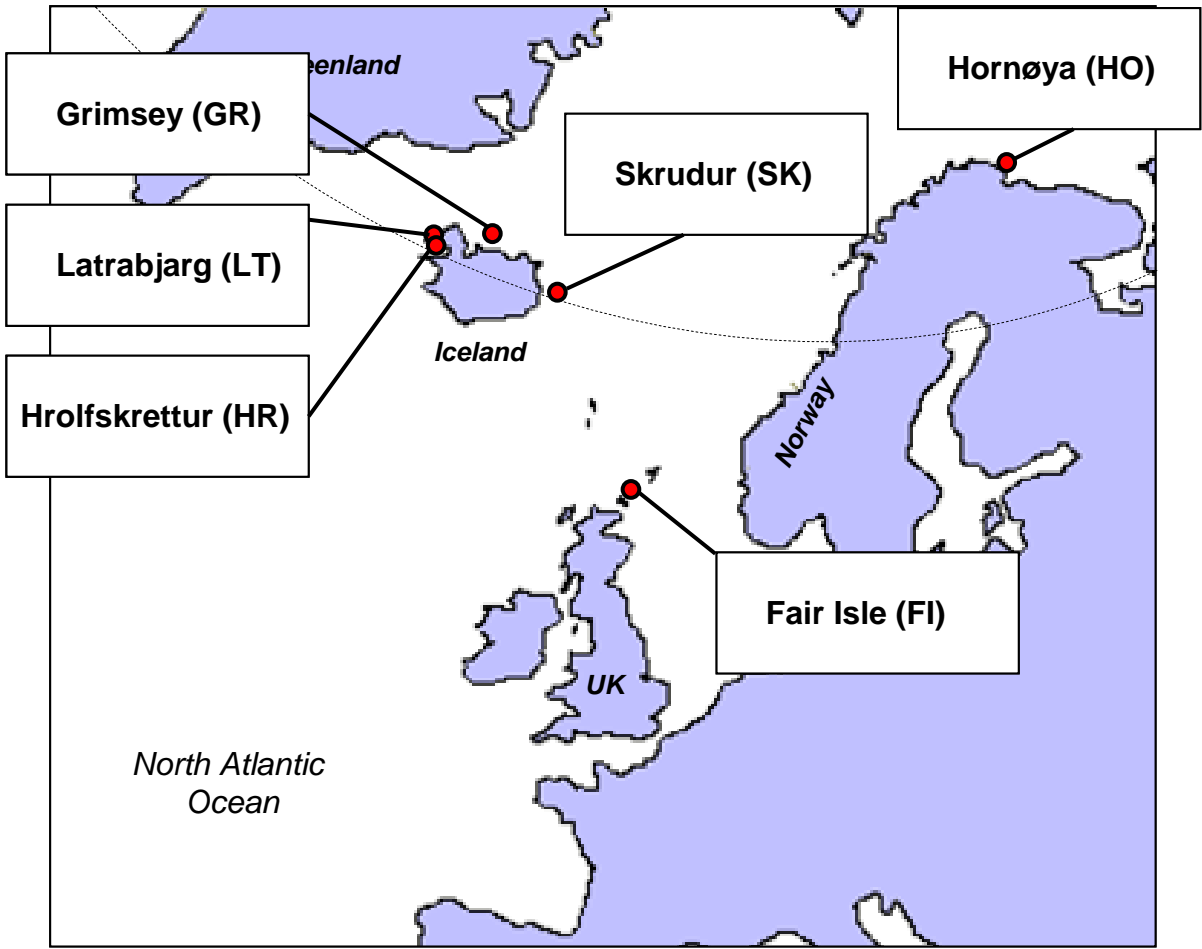 eenland
Hornøya (HO)
Grimsey (GR)
Skrudur (SK)
Latrabjarg (LT)
Iceland
Hrolfskrettur (HR)
Norway
Fair Isle (FI)
UK
North Atlantic
Ocean